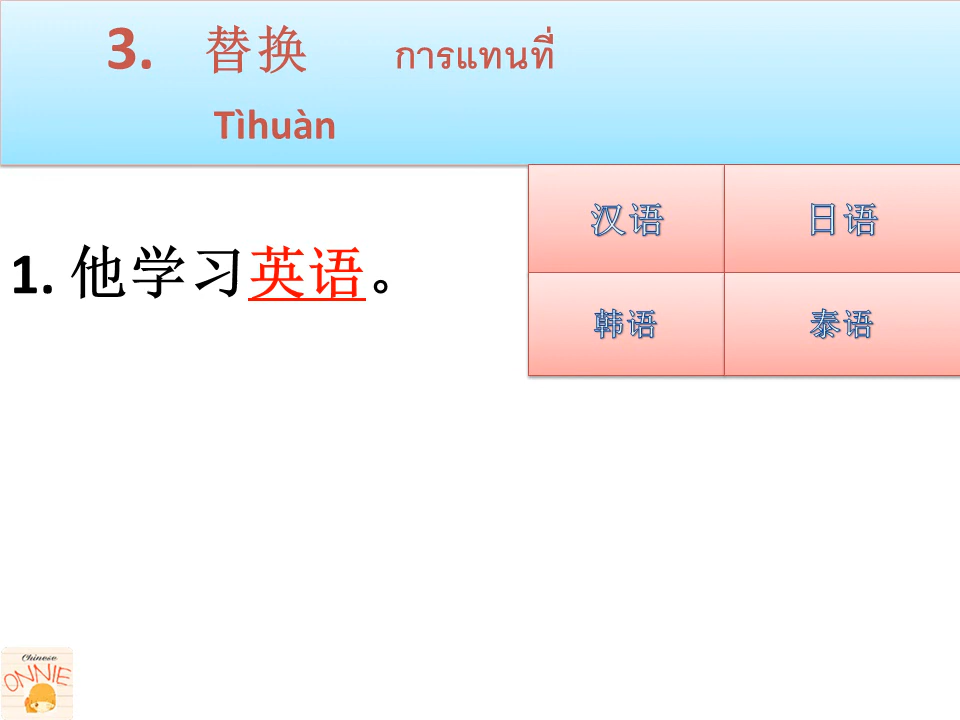 3. 替换 การแทนที่
Tìhuàn
汉语 日语
1. 他学习英语。
韩语 泰语
Chinese
ONNIE